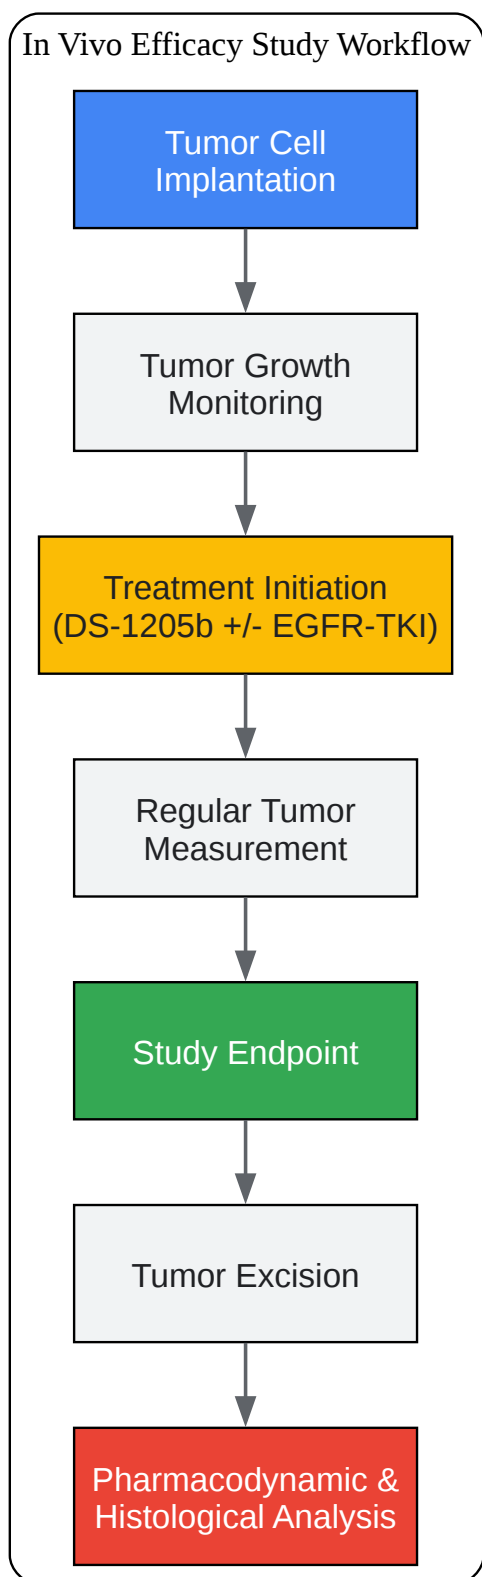 In Vivo Efficacy Study Workflow
Tumor Cell
Implantation
Tumor Growth
Monitoring
Treatment Initiation
(DS-1205b +/- EGFR-TKI)
Regular Tumor
Measurement
Study Endpoint
Tumor Excision
Pharmacodynamic &
Histological Analysis